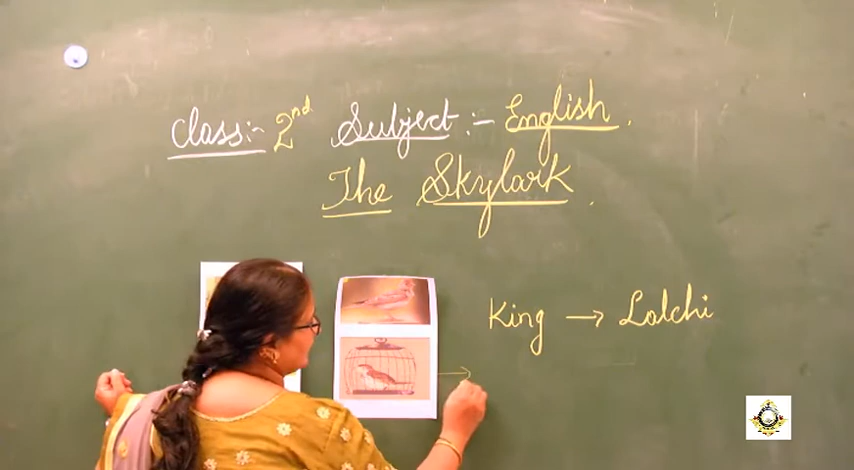 Class:- 2nd Subject:- English.
The Skylark.
King → Lalchi